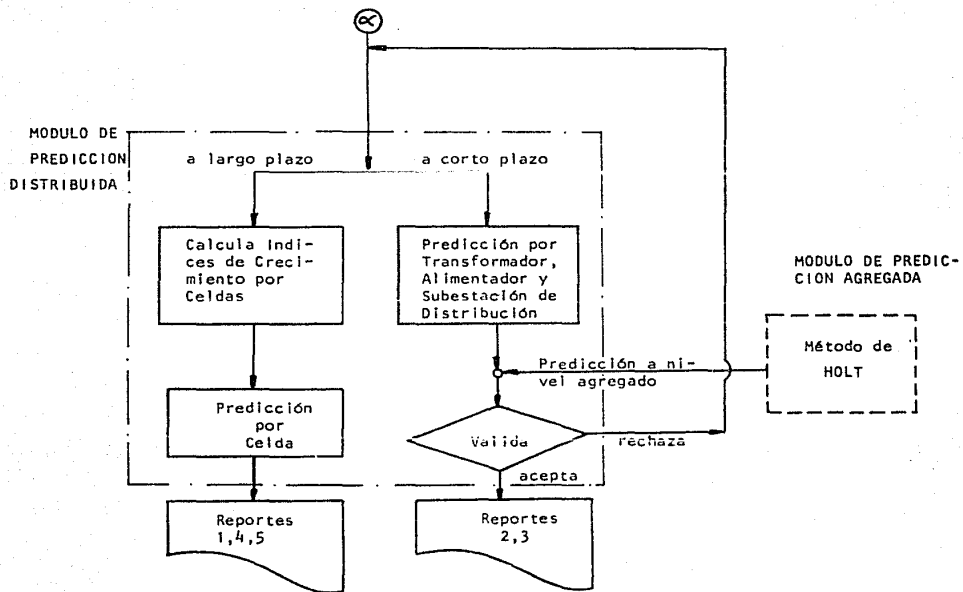 α
MODULO DE
PREDICCION
DISTRIBUIDA
a largo plazo
a corto plazo
Calcula Indi-
ces de Creci-
miento por
Celdas
Predicción por
Transformador,
Alimentador y
Subestación de
Distribución
MODULO DE PREDIC-
CION AGREGADA
Método de
HOLT
Predicción a ni-
vel agregado
Predicción
por
Celda
Valida
rechaza
acepta
Reportes
1,4,5
Reportes
2,3